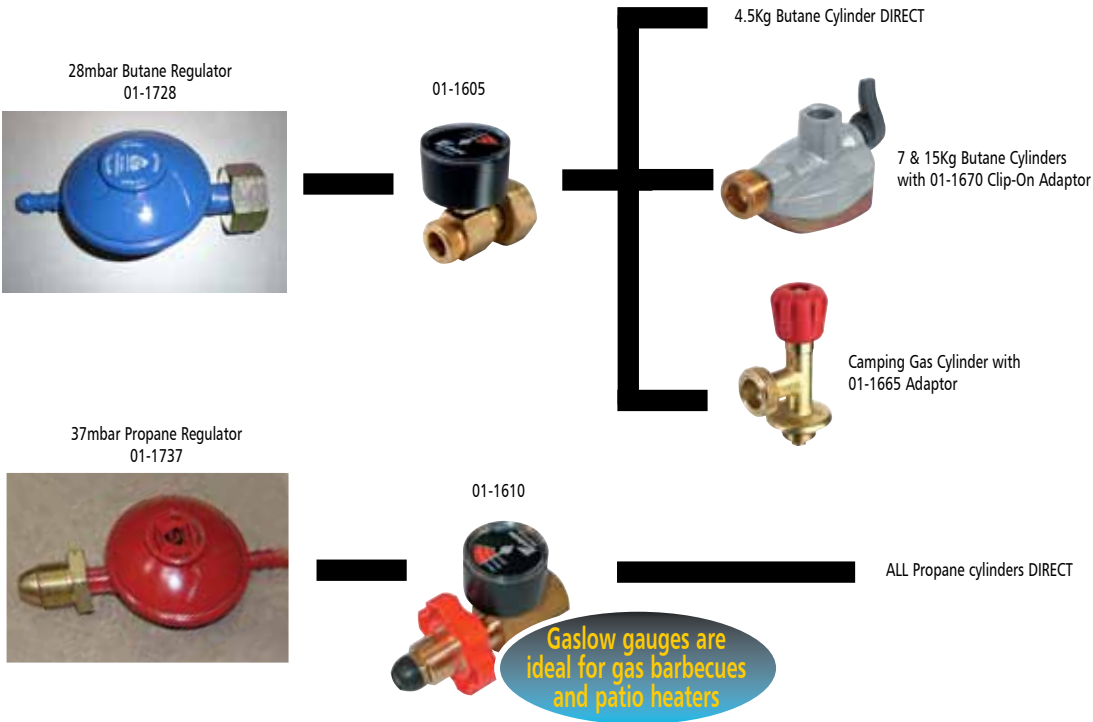 4.5Kg Butane Cylinder DIRECT
28mbar Butane Regulator
01-1728
01-1605
7 & 15Kg Butane Cylinders
with 01-1670 Clip-On Adaptor
Camping Gas Cylinder with
01-1665 Adaptor
37mbar Propane Regulator
01-1737
01-1610
ALL Propane cylinders DIRECT
Gaslow gauges are
ideal for gas barbecues
and patio heaters